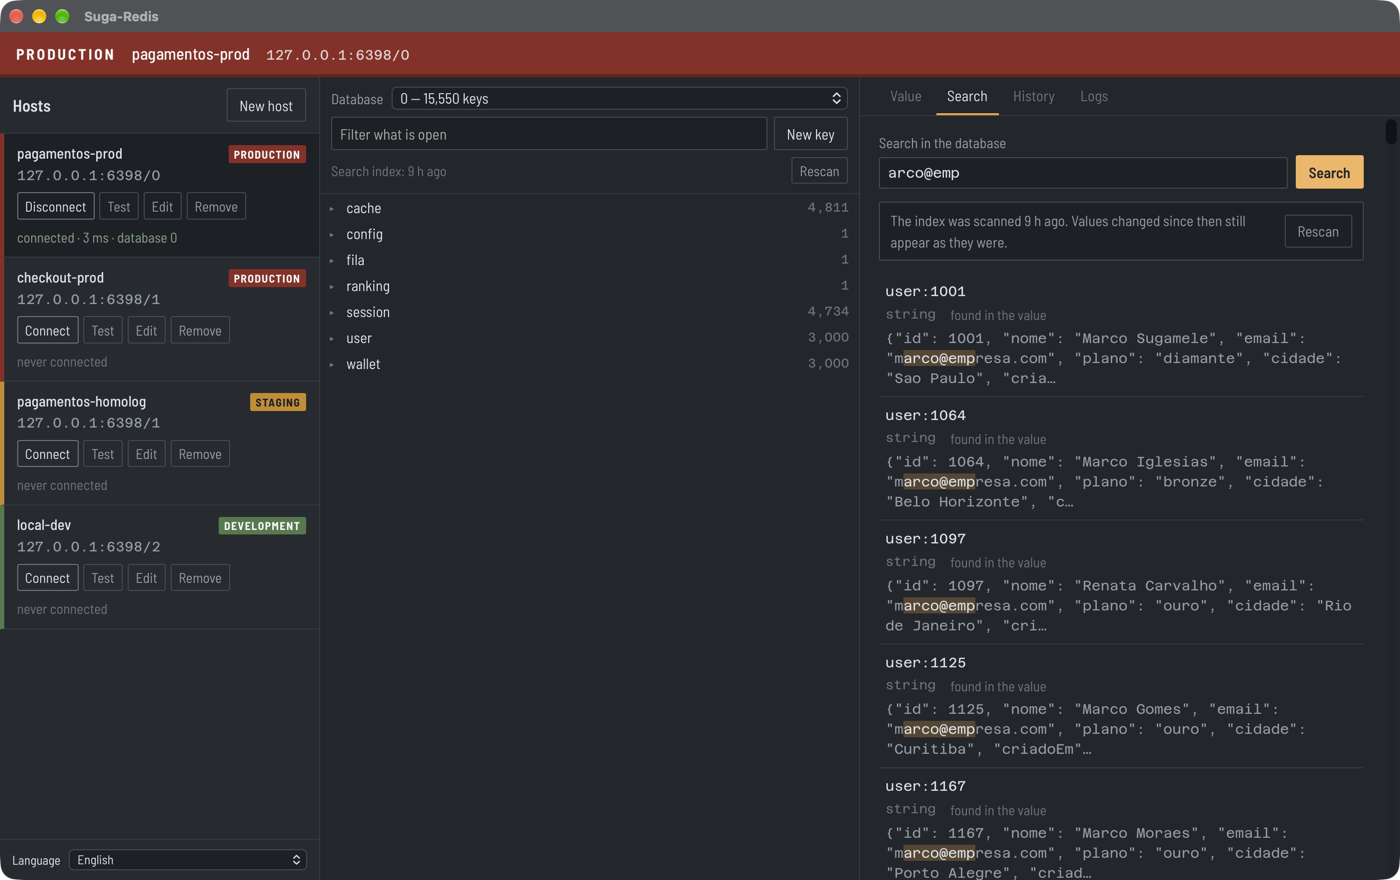 Suga-Redis
PRODUCTION pagamentos-prod 127.0.0.1:6398/0
Hosts
New host
pagamentos-prod PRODUCTION
127.0.0.1:6398/0
Disconnect Test Edit Remove
connected · 3 ms · database 0
checkout-prod PRODUCTION
127.0.0.1:6398/1
Connect Test Edit Remove
never connected
pagamentos-homolog STAGING
127.0.0.1:6398/1
Connect Test Edit Remove
never connected
local-dev DEVELOPMENT
127.0.0.1:6398/2
Connect Test Edit Remove
never connected
Language English
Database 0 — 15,550 keys
Filter what is open New key
Search index: 9 h ago Rescan
cache 4,811
config 1
fila 1
ranking 1
session 4,734
user 3,000
wallet 3,000
Value Search History Logs
Search in the database
arco@emp Search
The index was scanned 9 h ago. Values changed since then still
appear as they were.
Rescan
user:1001
string found in the value
{"id": 1001, "nome": "Marco Sugamele", "email":
"marco@empresa.com", "plano": "diamante", "cidade":
"Sao Paulo", "cria…
user:1064
string found in the value
{"id": 1064, "nome": "Marco Iglesias", "email":
"marco@empresa.com", "plano": "bronze", "cidade":
"Belo Horizonte", "c…
user:1097
string found in the value
{"id": 1097, "nome": "Renata Carvalho", "email":
"marco@empresa.com", "plano": "ouro", "cidade": "Rio
de Janeiro", "cri…
user:1125
string found in the value
{"id": 1125, "nome": "Marco Gomes", "email":
"marco@empresa.com", "plano": "ouro", "cidade":
"Curitiba", "criadoEm"…
user:1167
string found in the value
{"id": 1167, "nome": "Marco Moraes", "email":
"marco@empresa.com", "plano": "ouro", "cidade":
"Porto Alegre", "criad…